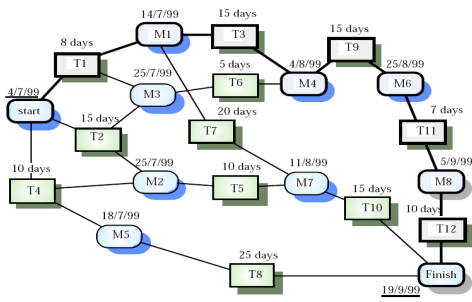 14/7/99
15 days
M1
T3
15 days
T9
8 days
T1
25/7/99
M3
5 days
T6
4/8/99
M4
25/8/99
M6
4/7/99
start
15 days
T2
20 days
T7
7 days
T11
10 days
T4
25/7/99
M2
10 days
T5
11/8/99
M7
5/9/99
M8
15 days
T10
10 days
T12
18/7/99
M5
25 days
T8
Finish
19/9/99